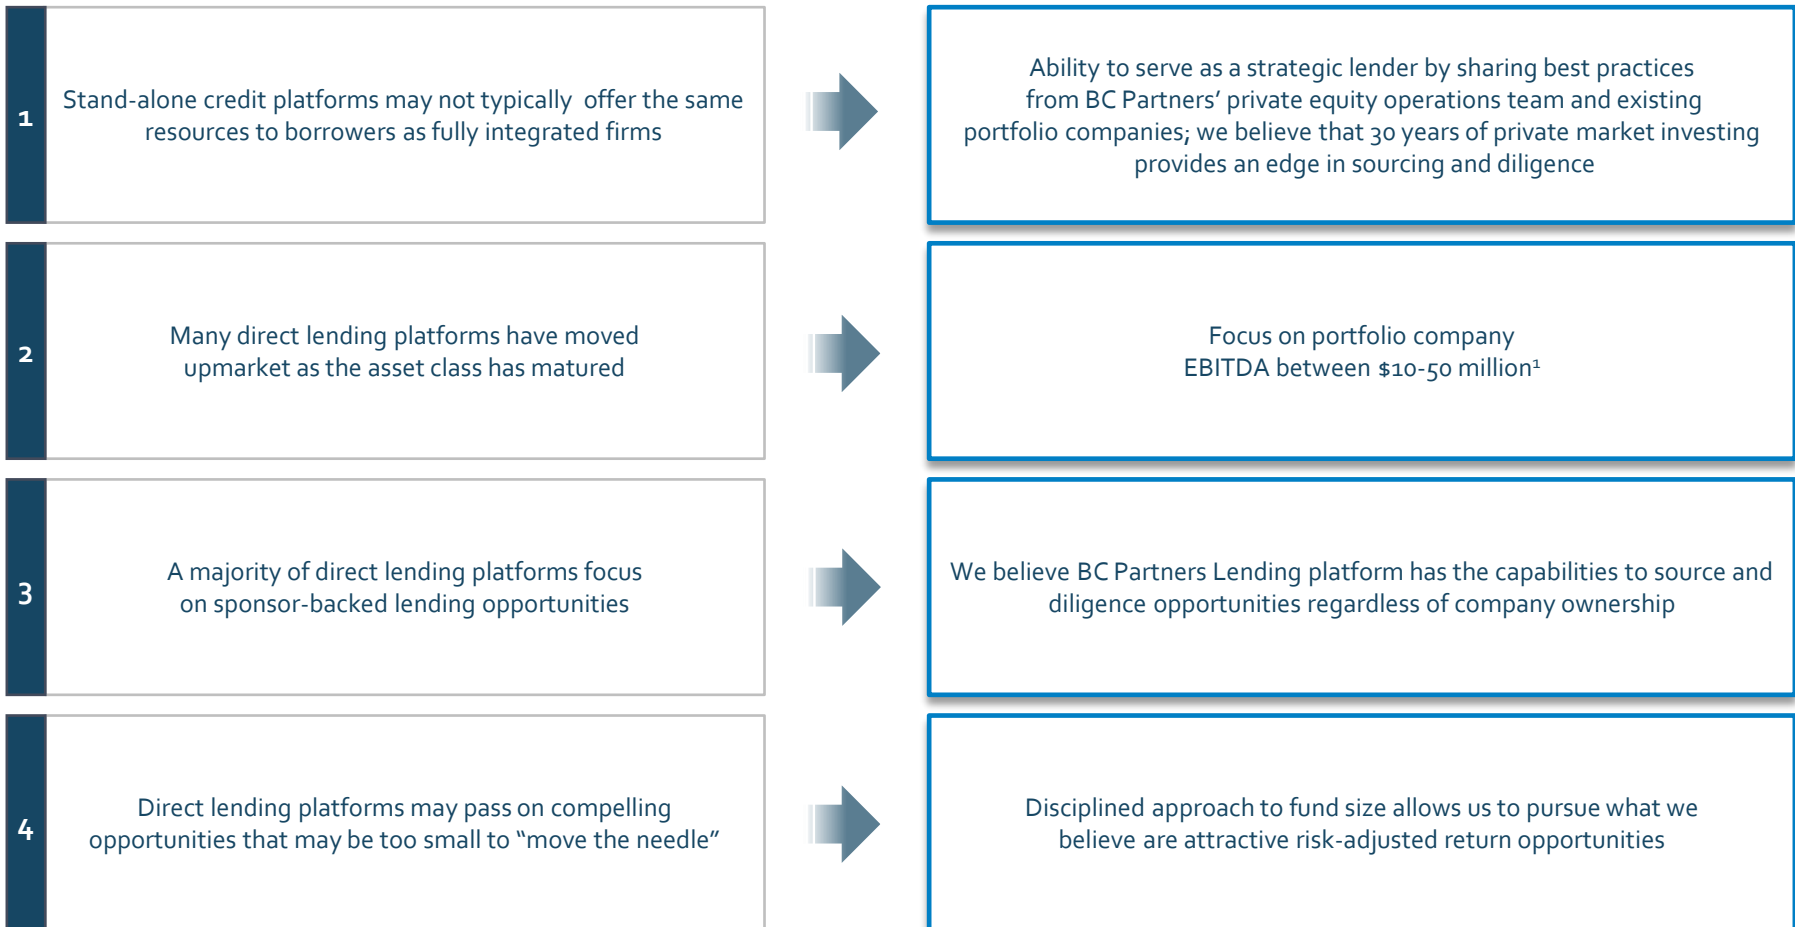 1
Stand-alone credit platforms may not typically offer the same
resources to borrowers as fully integrated firms
Ability to serve as a strategic lender by sharing best practices
from BC Partners’ private equity operations team and existing
portfolio companies; we believe that 30 years of private market investing
provides an edge in sourcing and diligence
2
Many direct lending platforms have moved
upmarket as the asset class has matured
Focus on portfolio company
EBITDA between $10-50 million¹
3
A majority of direct lending platforms focus
on sponsor-backed lending opportunities
We believe BC Partners Lending platform has the capabilities to source and
diligence opportunities regardless of company ownership
4
Direct lending platforms may pass on compelling
opportunities that may be too small to “move the needle”
Disciplined approach to fund size allows us to pursue what we
believe are attractive risk-adjusted return opportunities